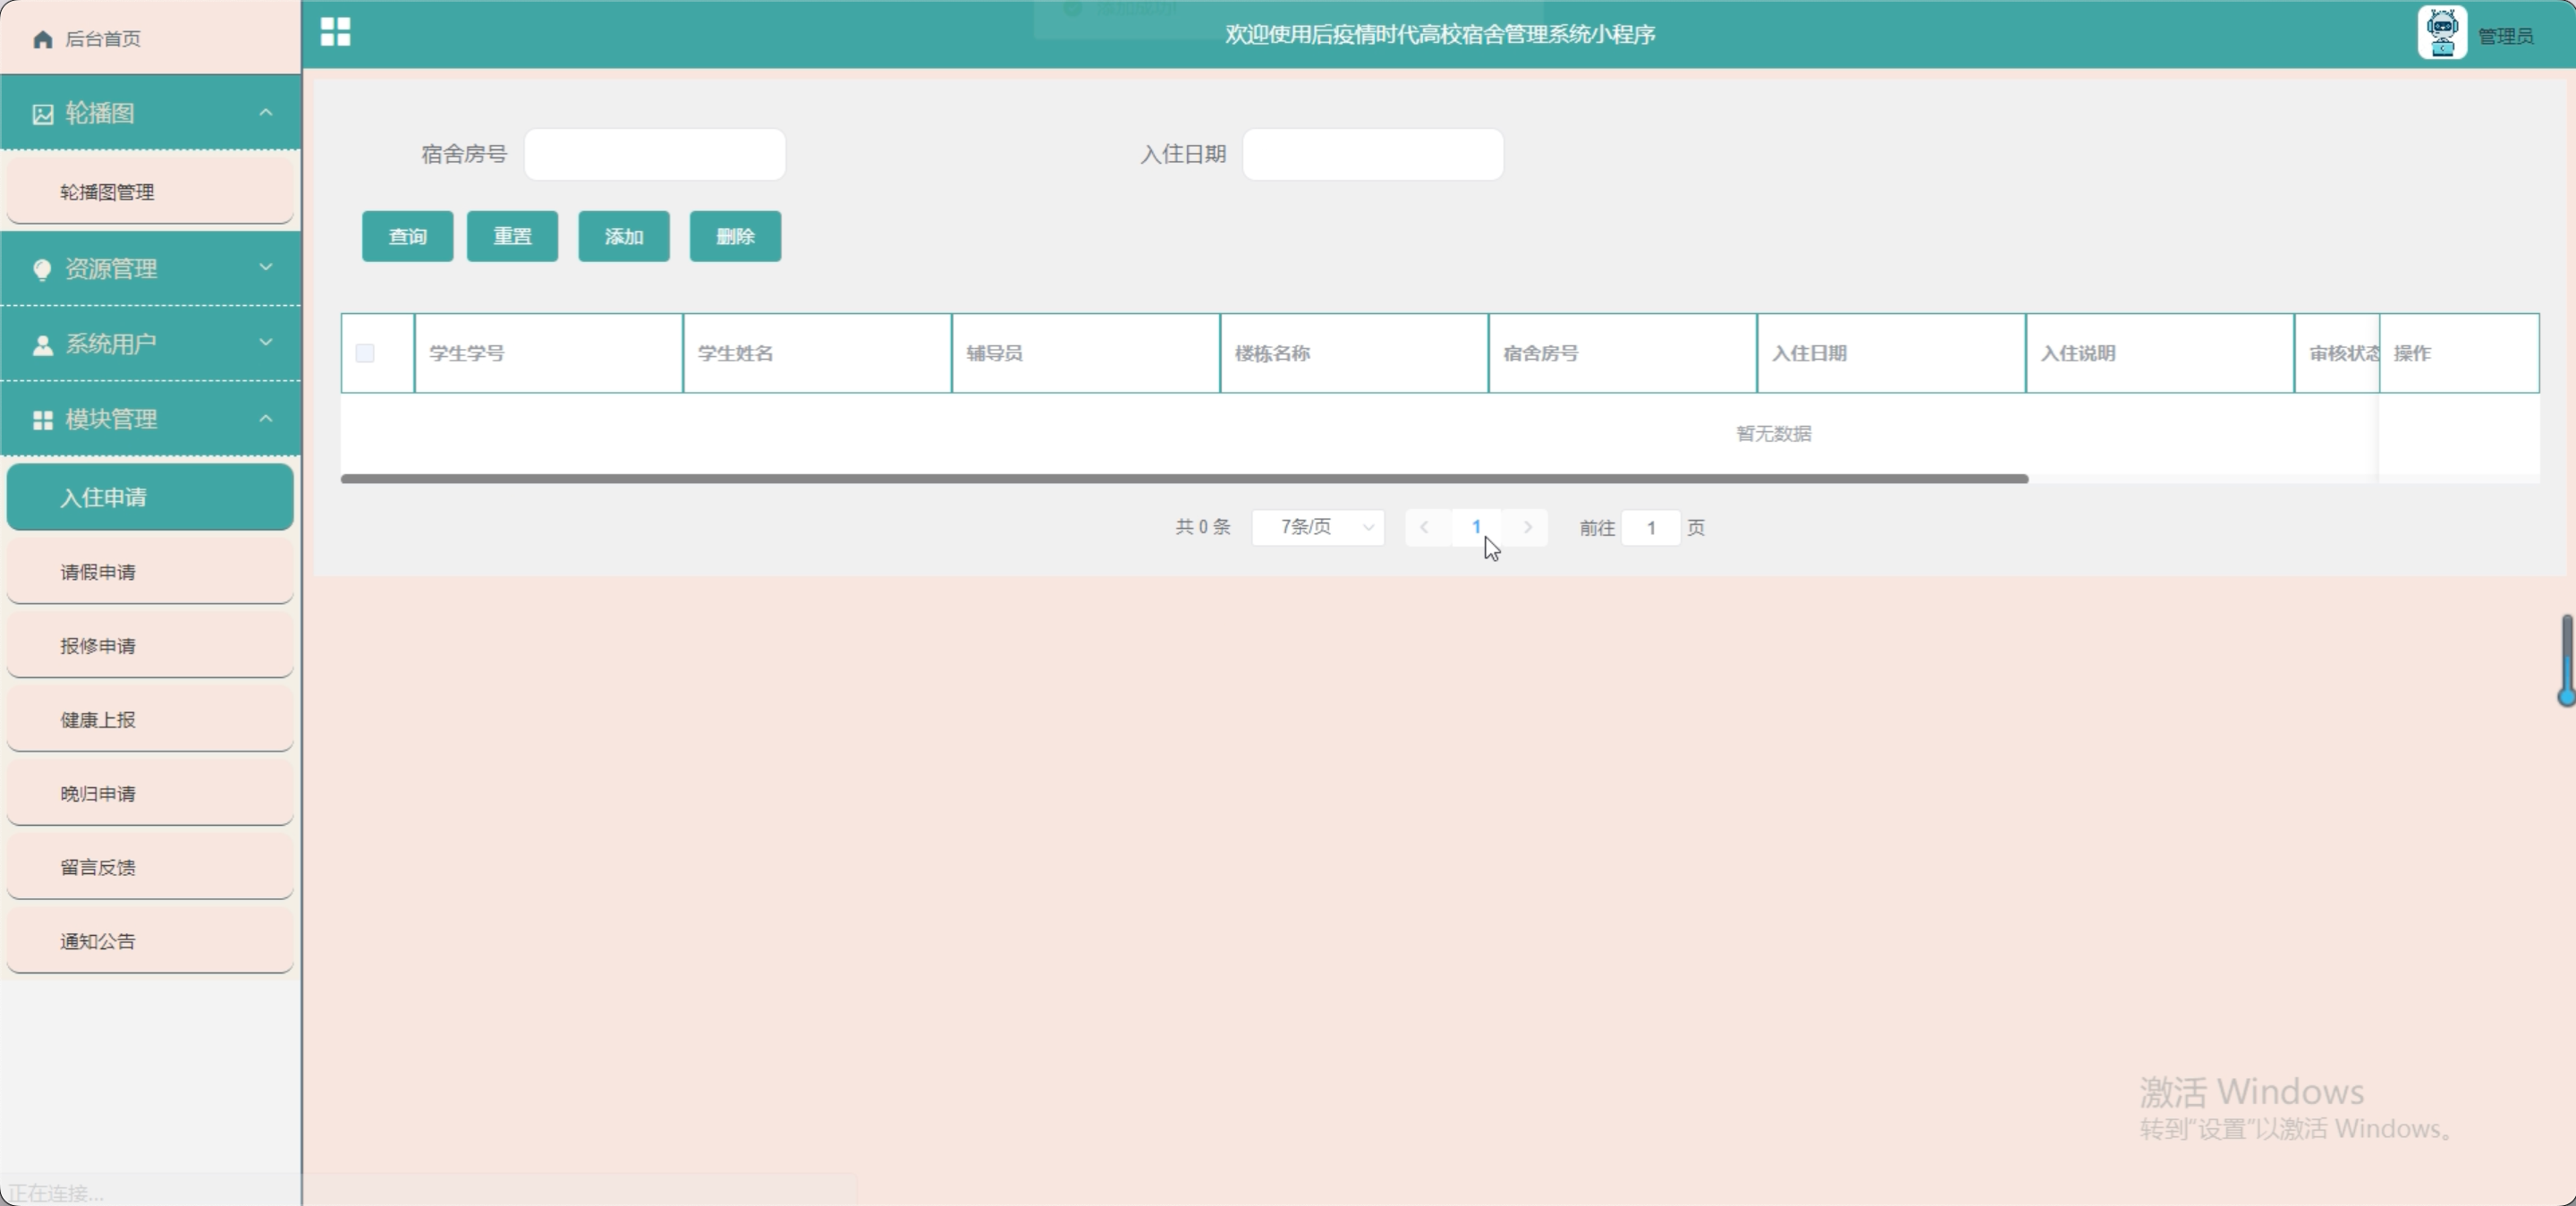 后台首页
欢迎使用后疫情时代高校宿舍管理系统小程序
管理员
轮播图
轮播图管理
资源管理
系统用户
模块管理
入住申请
请假申请
报修申请
健康上报
晚归申请
留言反馈
通知公告
宿舍房号
入住日期
查询 重置 添加 删除
学生学号 学生姓名 辅导员 楼栋名称 宿舍房号 入住日期 入住说明 审核状态 操作
暂无数据
共 0 条 7条/页 1 前往 1 页
激活 Windows
转到"设置"以激活 Windows。
正在连接...